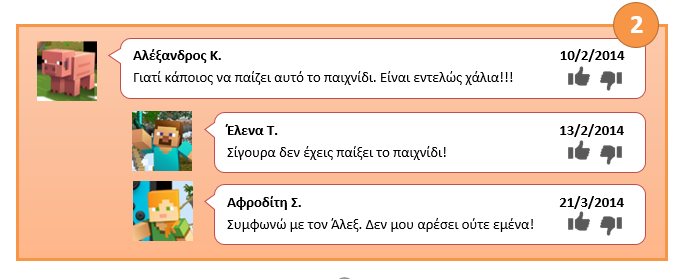 2
Αλέξανδρος Κ. 10/2/2014
Γιατί κάποιος να παίζει αυτό το παιχνίδι. Είναι εντελώς χάλια!!!
Έλενα Τ. 13/2/2014
Σίγουρα δεν έχεις παίξει το παιχνίδι!
Αφροδίτη Σ. 21/3/2014
Συμφωνώ με τον Άλεξ. Δεν μου αρέσει ούτε εμένα!